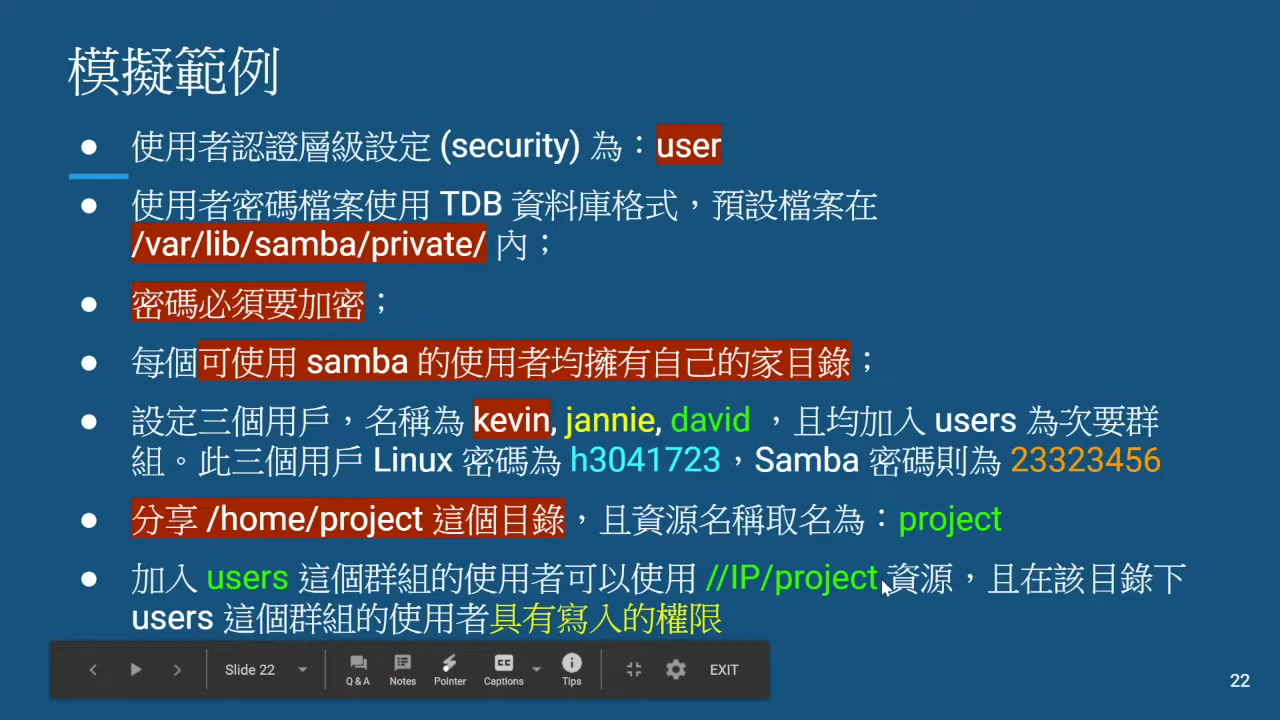 模擬範例
● 使用者認證層級設定 (security) 為：user
● 使用者密碼檔案使用 TDB 資料庫格式，預設檔案在
/var/lib/samba/private/ 內；
● 密碼必須要加密；
● 每個可使用 samba 的使用者均擁有自己的家目錄；
● 設定三個用戶，名稱為 kevin, jannie, david ，且均加入 users 為次要群
組。此三個用戶 Linux 密碼為 h3041723，Samba 密碼則為 23323456
● 分享 /home/project 這個目錄，且資源名稱取名為：project
● 加入 users 這個群組的使用者可以使用 //IP/project 資源，且在該目錄下
users 這個群組的使用者具有寫入的權限
Slide 22
Q & A
Notes
Pointer
CC
Captions
Tips
EXIT
22